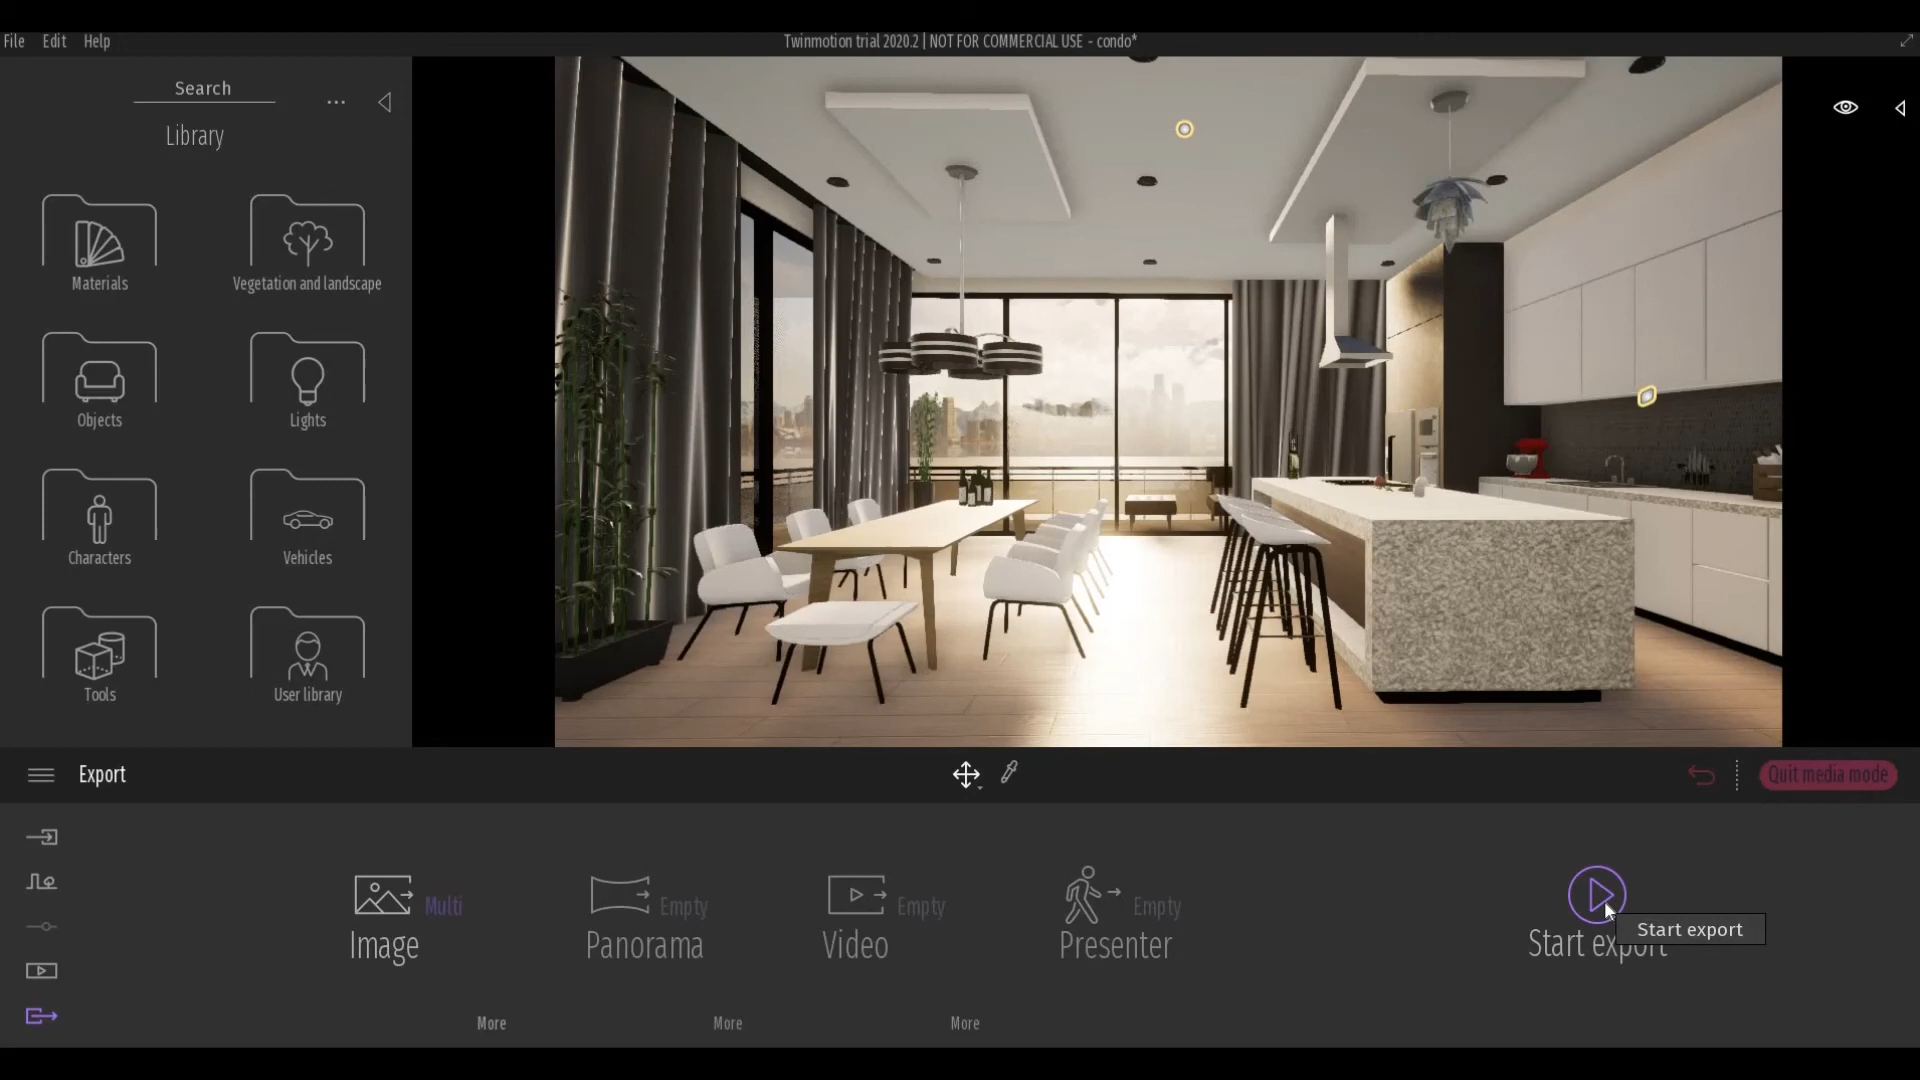 File Edit Help
Twinmotion trial 2020.2 | NOT FOR COMMERCIAL USE - condo*
Search
Library
Materials
Vegetation and landscape
Objects
Lights
Characters
Vehicles
Tools
User library
Export
Quit media mode
Multi
Image
Empty
Panorama
Empty
Video
Empty
Presenter
Start export
Start export
More
More
More